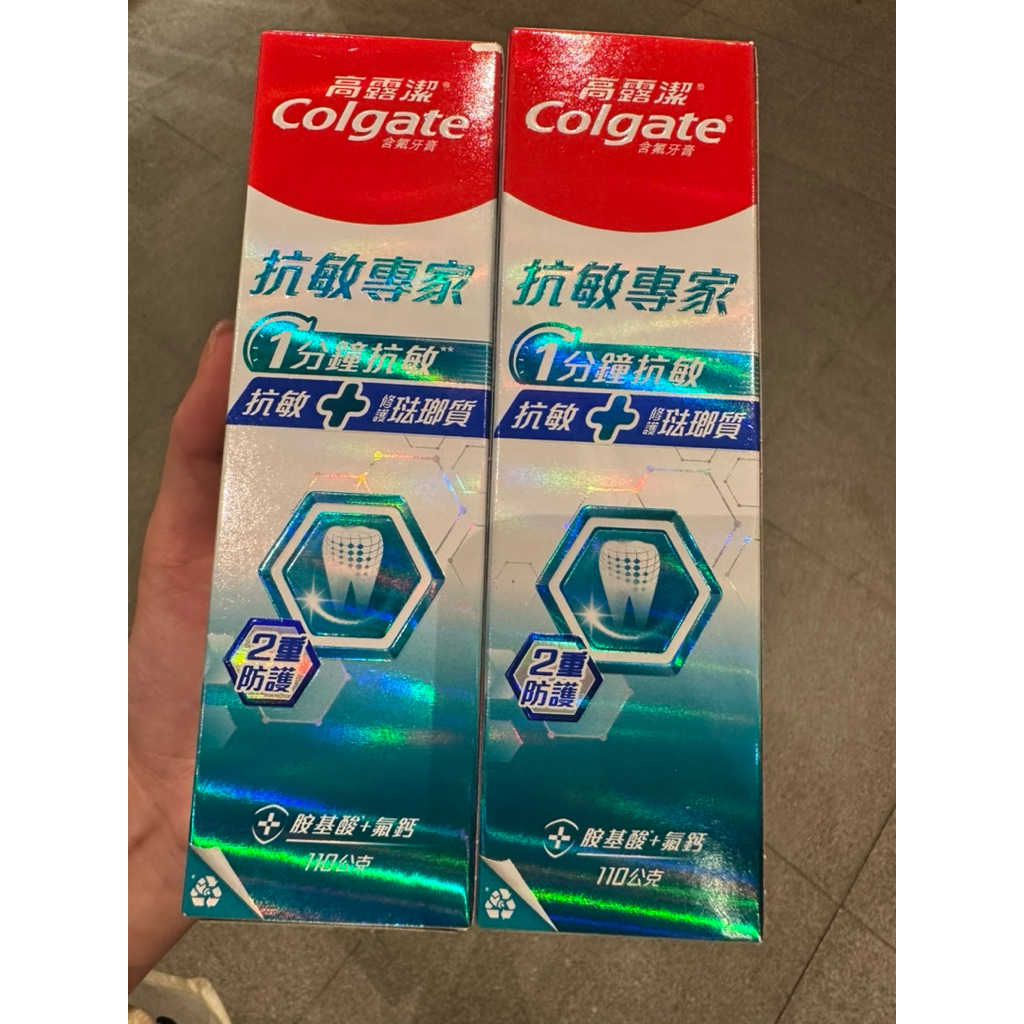 高露潔®
Colgate
含氟牙膏
抗敏專家
1分鐘抗敏**
抗敏+修護琺瑯質
2重
防護
胺基酸+氟鈣
110公克
高露潔®
Colgate®
含氟牙膏
抗敏專家
1分鐘抗敏
抗敏+修護琺瑯質
2重
防護
胺基酸+氟鈣
110公克